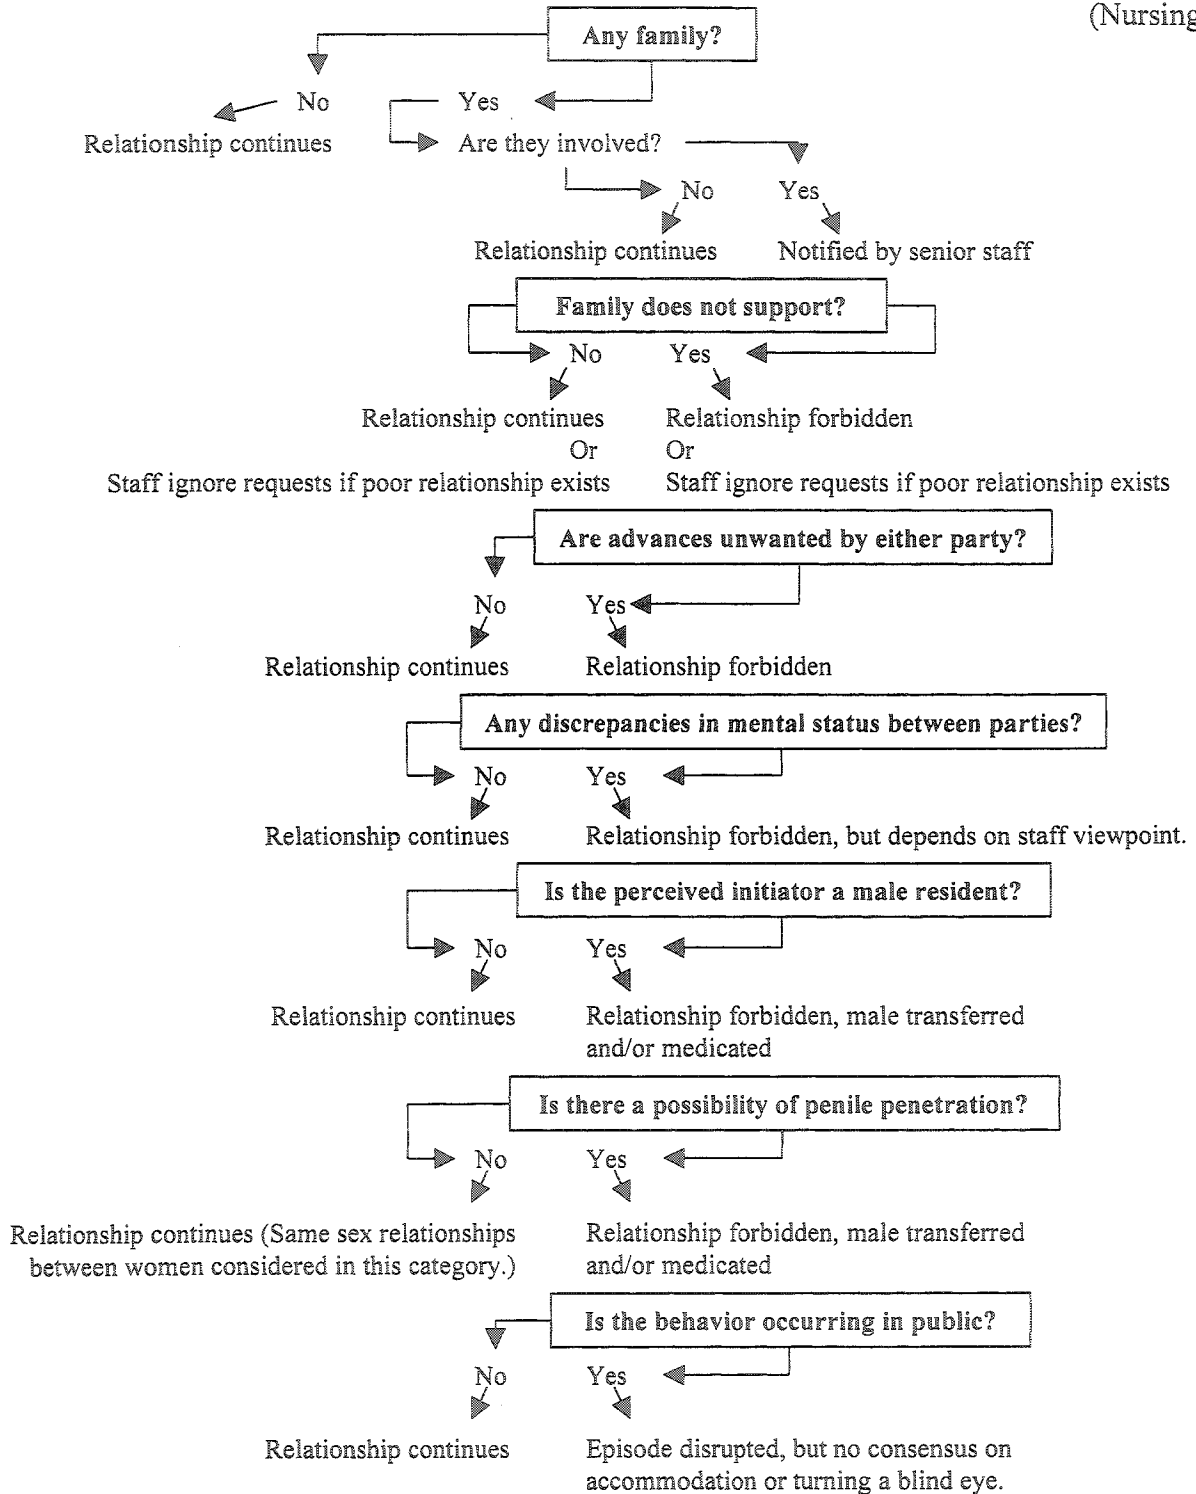 (Nursing
Any family?
No Yes
Relationship continues Are they involved?
No Yes
Relationship continues Notified by senior staff
Family does not support?
No Yes
Relationship continues Relationship forbidden
Or Or
Staff ignore requests if poor relationship exists Staff ignore requests if poor relationship exists
Are advances unwanted by either party?
No Yes
Relationship continues Relationship forbidden
Any discrepancies in mental status between parties?
No Yes
Relationship continues Relationship forbidden, but depends on staff viewpoint.
Is the perceived initiator a male resident?
No Yes
Relationship continues Relationship forbidden, male transferred
and/or medicated
Is there a possibility of penile penetration?
No Yes
Relationship continues (Same sex relationships Relationship forbidden, male transferred
between women considered in this category.) and/or medicated
Is the behavior occurring in public?
No Yes
Relationship continues Episode disrupted, but no consensus on
accommodation or turning a blind eye.